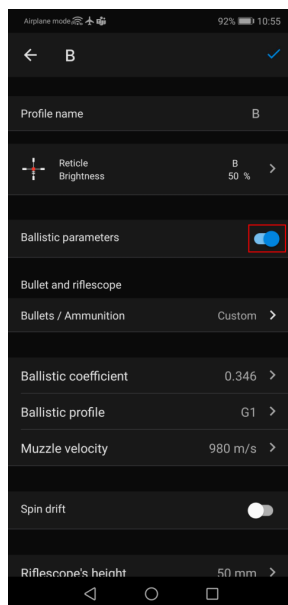 Airplane mode 92% 10:55
B
Profile name B
Reticle B
Brightness 50 %
Ballistic parameters
Bullet and riflescope
Bullets / Ammunition Custom
Ballistic coefficient 0.346
Ballistic profile G1
Muzzle velocity 980 m/s
Spin drift
Riflescope's height 50 mm